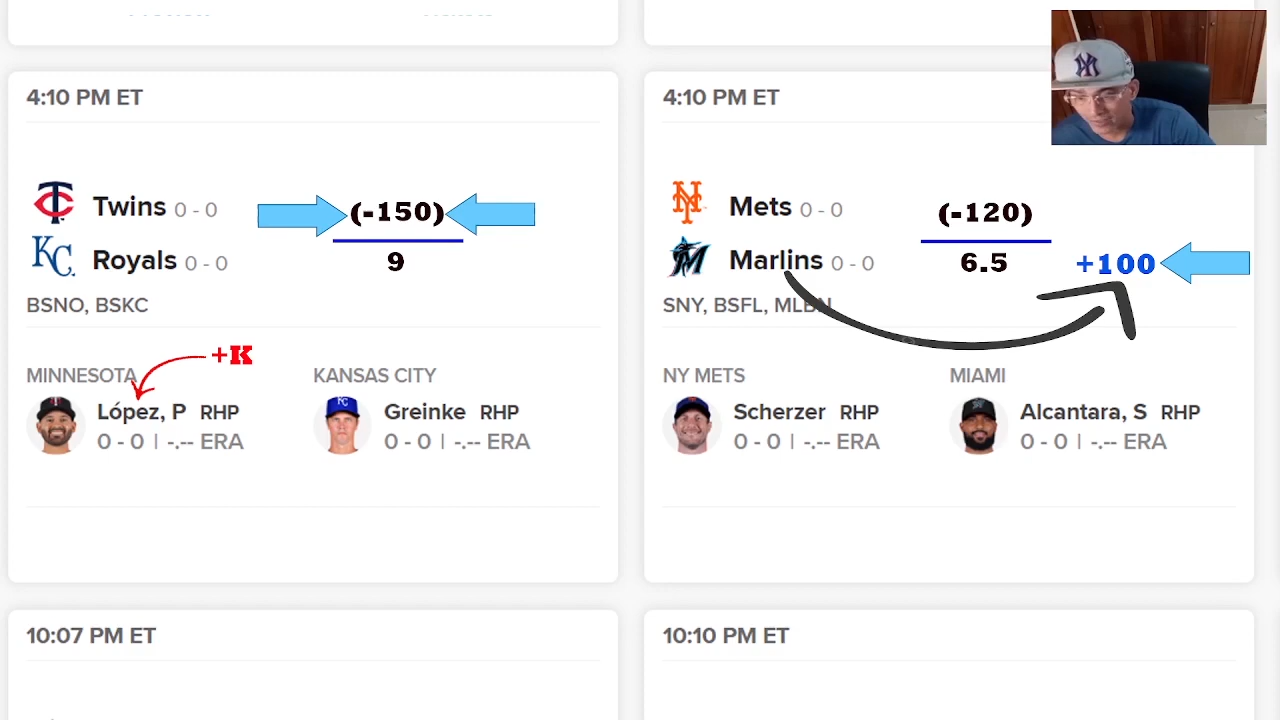 4:10 PM ET
Twins 0 - 0 (-150)
Royals 0 - 0 9
BSNO, BSKC
+K
MINNESOTA KANSAS CITY
López, P RHP Greinke RHP
0 - 0 | -.-- ERA 0 - 0 | -.-- ERA
4:10 PM ET
Mets 0 - 0 (-120)
Marlins 0 - 0 6.5 +100
SNY, BSFL, MLBN
NY METS MIAMI
Scherzer RHP Alcantara, S RHP
0 - 0 | -.-- ERA 0 - 0 | -.-- ERA
10:07 PM ET
10:10 PM ET